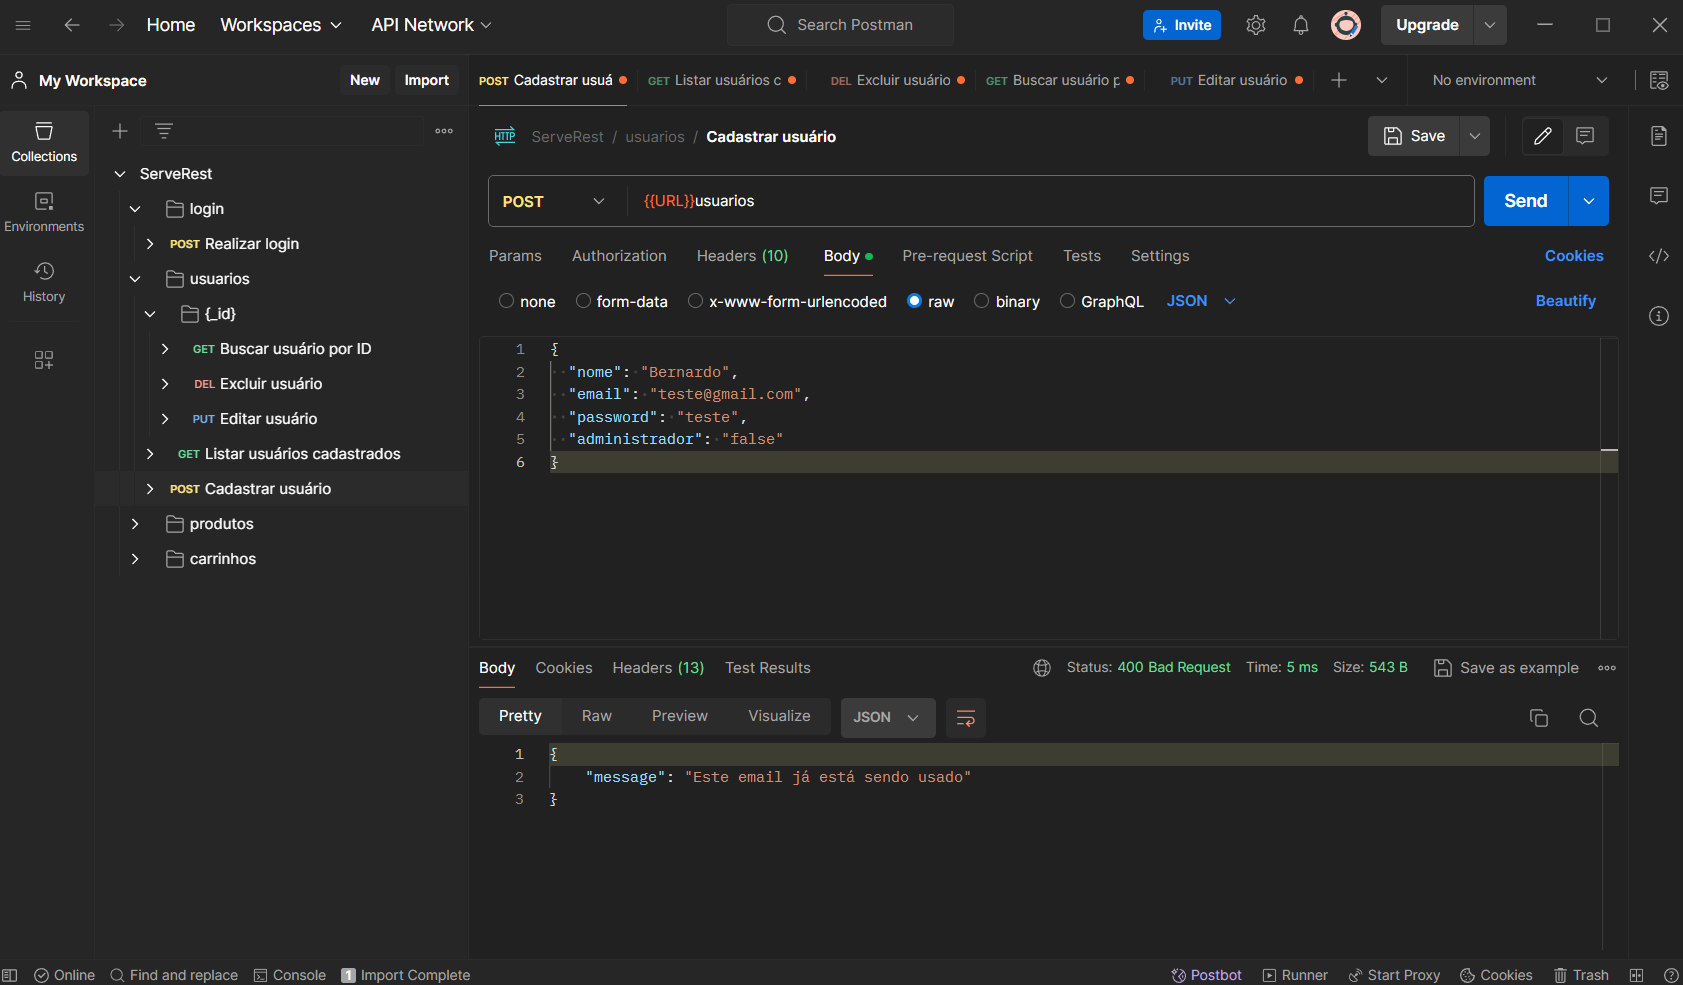 Home Workspaces API Network Search Postman Invite Upgrade
My Workspace New Import POST Cadastrar usuá GET Listar usuários c DEL Excluir usuário GET Buscar usuário p PUT Editar usuário No environment
Collections
Environments
History
ServeRest
login
POST Realizar login
usuarios
{_id}
GET Buscar usuário por ID
DEL Excluir usuário
PUT Editar usuário
GET Listar usuários cadastrados
POST Cadastrar usuário
produtos
carrinhos
HTTP ServeRest / usuarios / Cadastrar usuário Save
POST {{URL}}usuarios Send
Params Authorization Headers (10) Body Pre-request Script Tests Settings Cookies
none form-data x-www-form-urlencoded raw binary GraphQL JSON Beautify
1 {
2 "nome": "Bernardo",
3 "email": "teste@gmail.com",
4 "password": "teste",
5 "administrador": "false"
6 }
Body Cookies Headers (13) Test Results Status: 400 Bad Request Time: 5 ms Size: 543 B Save as example
Pretty Raw Preview Visualize JSON
1 {
2 "message": "Este email já está sendo usado"
3 }
Online Find and replace Console 1 Import Complete Postbot Runner Start Proxy Cookies Trash